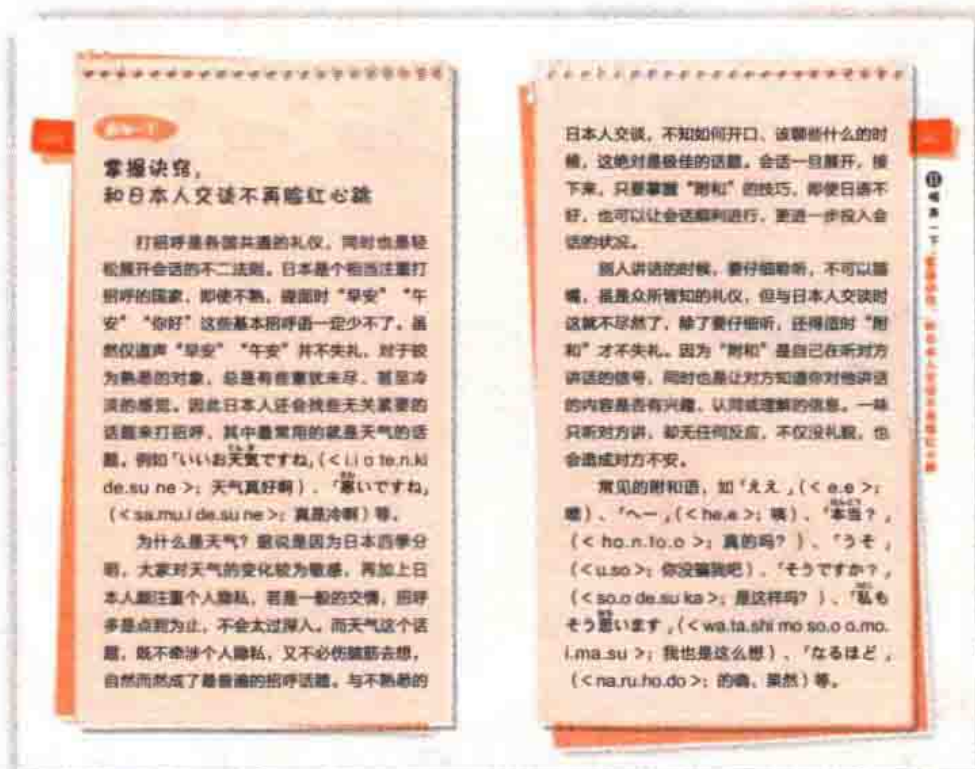 掌握诀窍，
和日本人交谈不再脸红心跳
打招呼是各国共通的礼仪，同时也是轻
松展开会话的不二法则。日本是个相当注重打
招呼的国家，即使不熟，碰面时“早安”“午
安”“你好”这些基本招呼语一定少不了。虽
然仅道声“早安”“午安”并不失礼，对于较
为熟悉的对象，总是有些意犹未尽、甚至冷
淡的感觉。因此日本人还会找些无关紧要的
话题来打招呼，其中最常用的就是天气的话
题。例如「いいお天気ですね」(< i.i o te.n.ki
de.su ne >；天气真好啊)、「寒いですね」
(< sa.mu.i de.su ne >；真是冷啊) 等。
为什么是天气？据说是因为日本四季分
明，大家对天气的变化较为敏感，再加上日
本人颇注重个人隐私，若是一般的交情，招呼
多是点到为止，不会太过深入。而天气这个话
题，既不牵涉个人隐私，又不必伤脑筋去想，
自然而然成了最普遍的招呼话题。与不熟悉的
日本人交谈，不知如何开口、该聊些什么的时
候，这绝对是极佳的话题。会话一旦展开，接
下来，只要掌握“附和”的技巧，即使日语不
好，也可以让会话顺利进行，更进一步投入会
话的状况。
别人讲话的时候，要仔细聆听，不可以插
嘴，虽是众所皆知的礼仪，但与日本人交谈时
这就不尽然了，除了要仔细听，还得适时“附
和”才不失礼。因为“附和”是自己在听对方
讲话的信号，同时也是让对方知道你对他讲话
的内容是否有兴趣、认同或理解的信息。一味
只听对方讲，却无任何反应，不仅没礼貌，也
会造成对方不安。
常见的附和语，如「ええ」(< e.e >；
嗯)、「へー」(< he.e >；咦)、「本当？」
(< ho.n.to.o >；真的吗？)、「うそ」
(< u.so >；你没骗我吧)、「そうですか？」
(< so.o de.su ka >；是这样吗？)、「私も
そう思います」(< wa.ta.shi mo so.o o.mo.
i.ma.su >；我也是这么想)、「なるほど」
(< na.ru.ho.do >；的确、果然) 等。